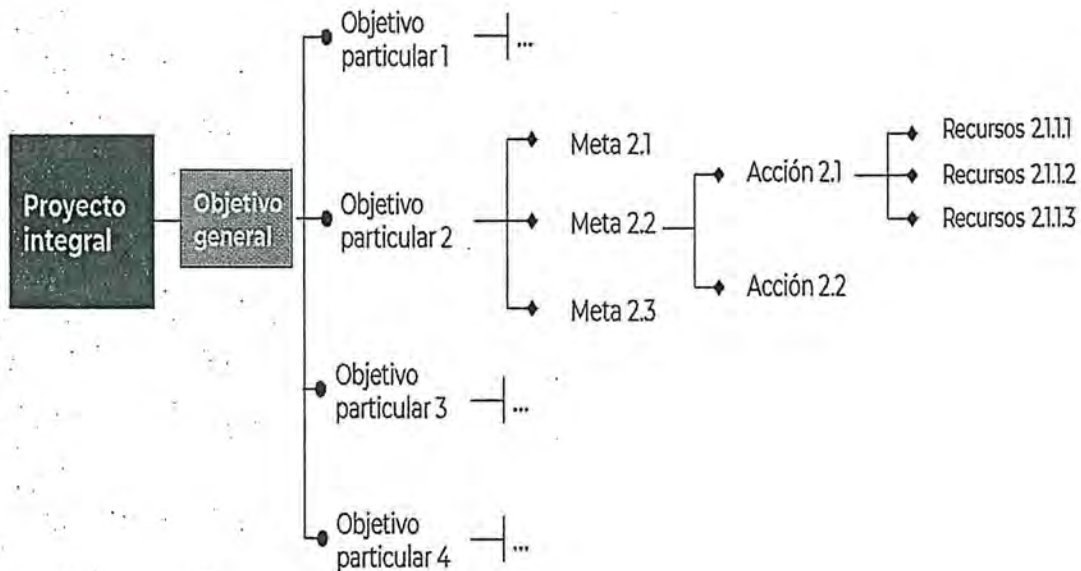 Objetivo
particular 1
...
Proyecto
integral
Objetivo
general
Objetivo
particular 2
Meta 2.1
Meta 2.2
Meta 2.3
Acción 2.1
Acción 2.2
Recursos 2.1.1.1
Recursos 2.1.1.2
Recursos 2.1.1.3
Objetivo
particular 3
...
Objetivo
particular 4
...